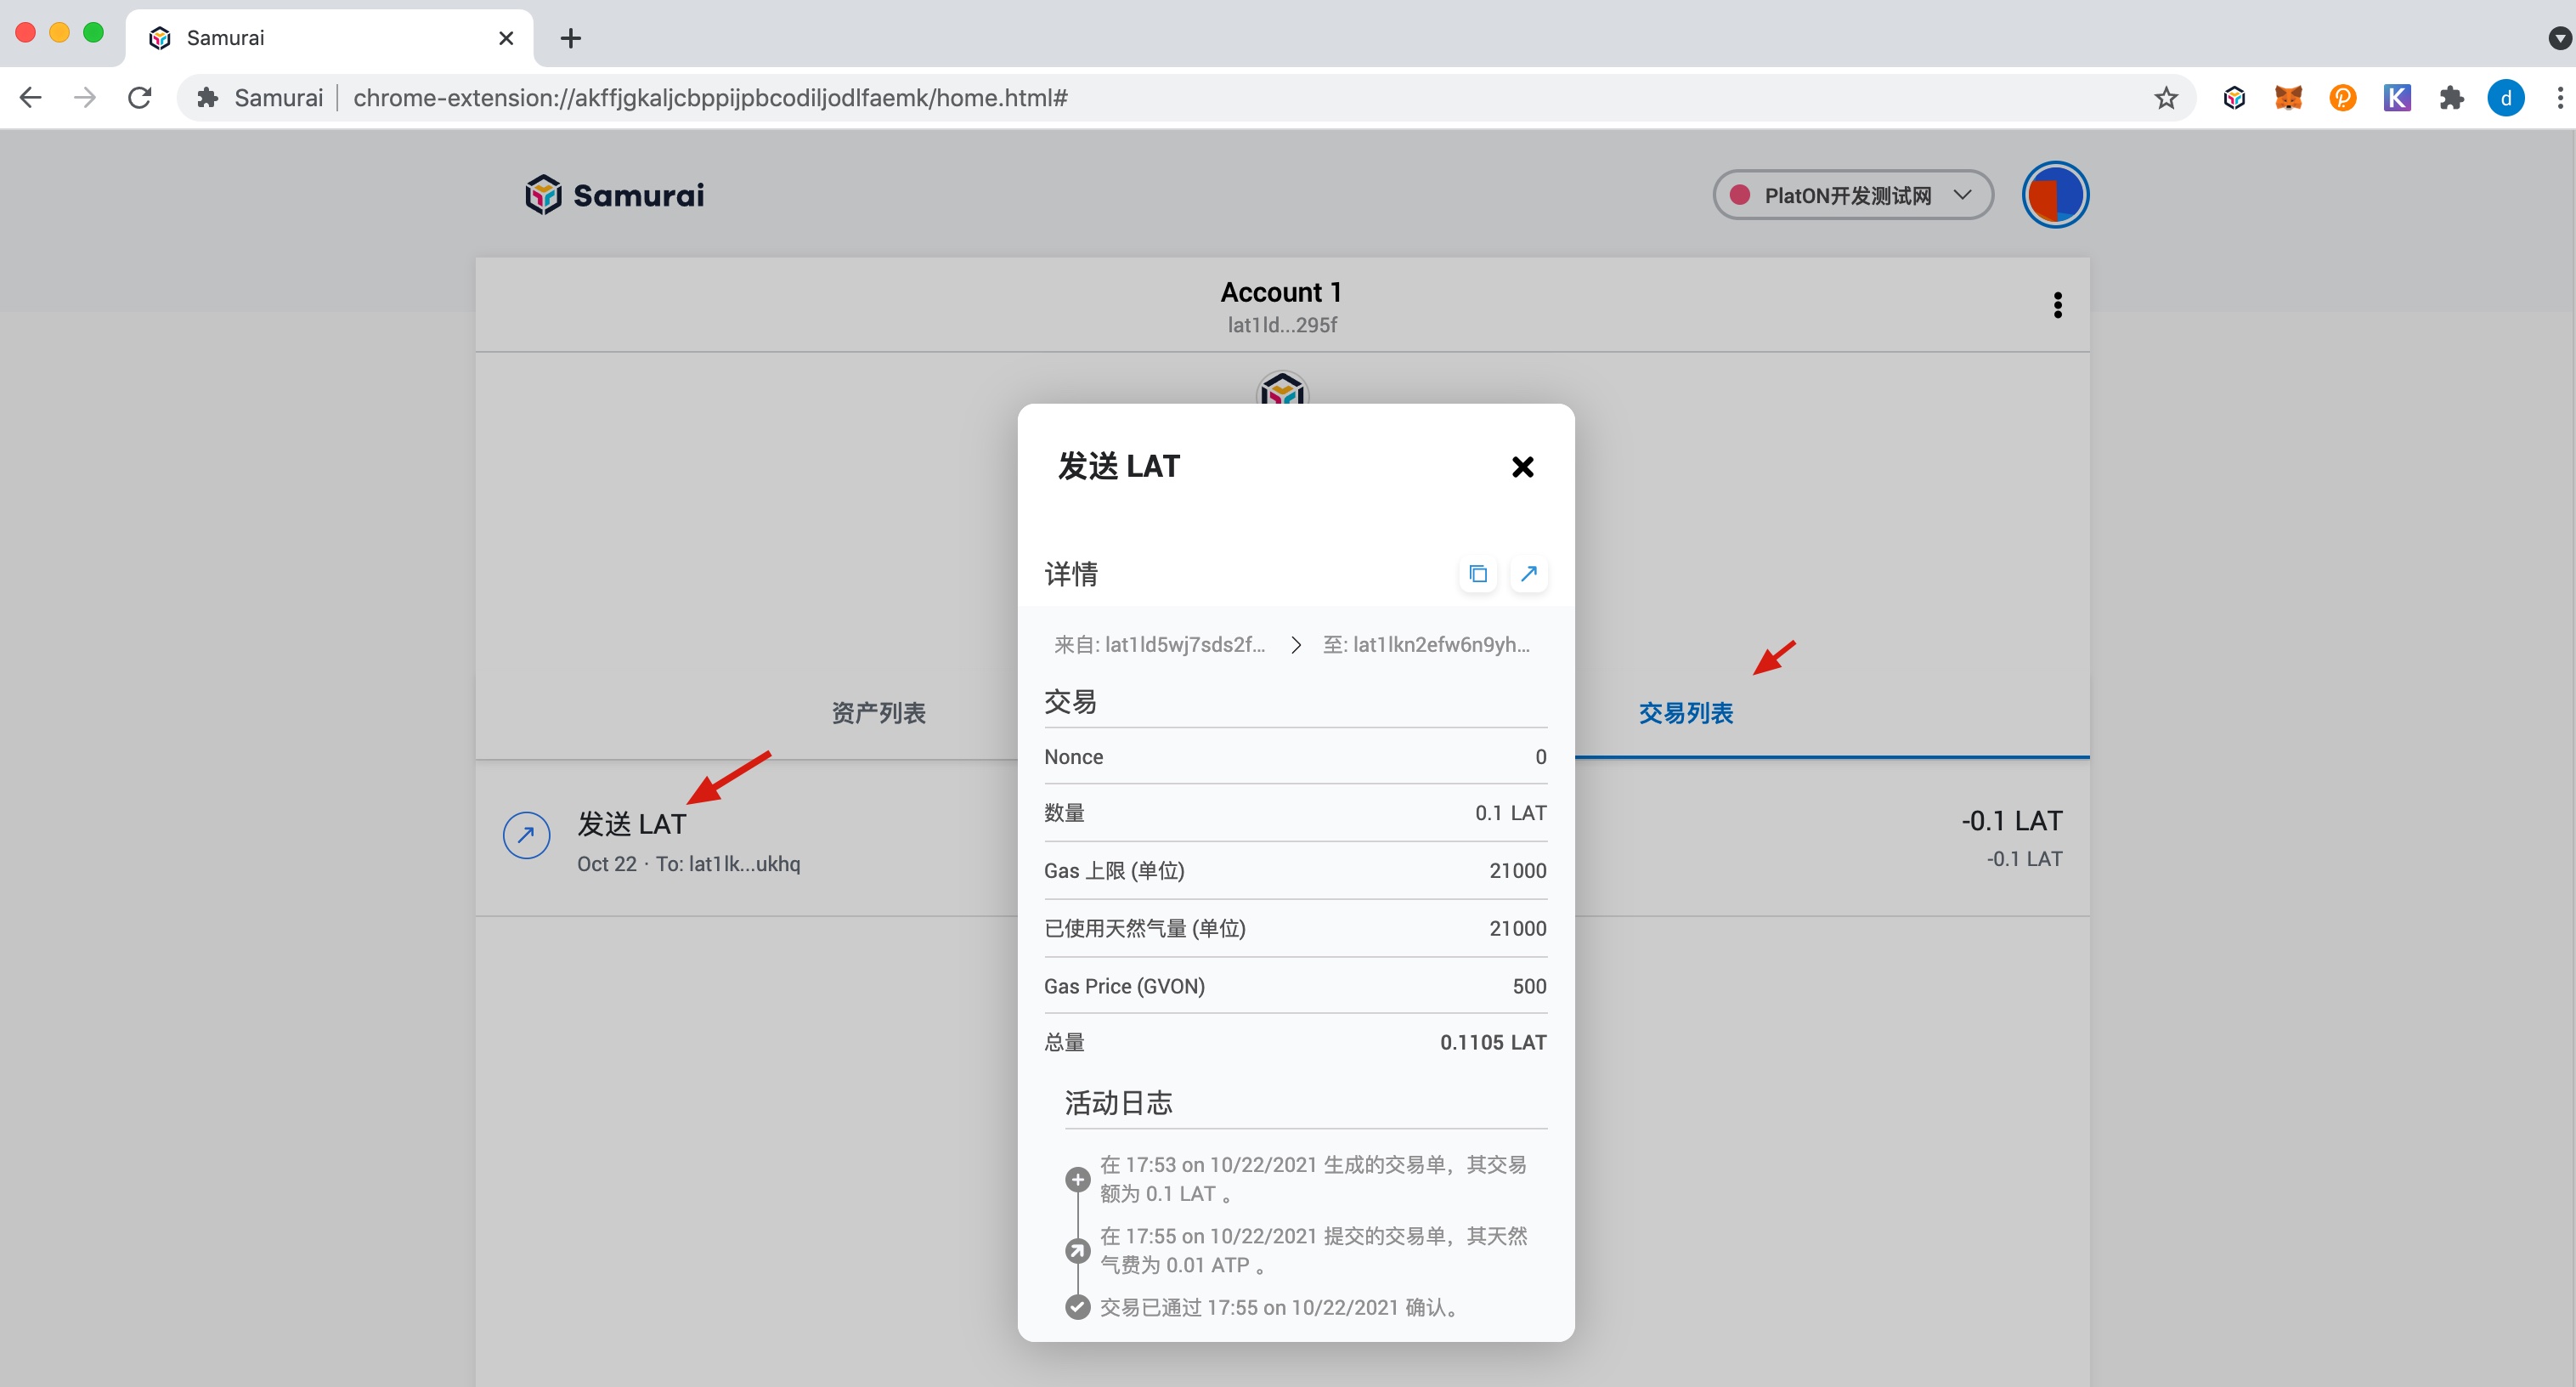 Samurai
Samurai
chrome-extension://akffjgkaljcbppijpbcodiljodlfaemk/home.html#
d
Samurai
PlatON开发测试网
Account 1
lat1ld...295f
发送 LAT
详情
来自: lat1ld5wj7sds2f...
至: lat1lkn2efw6n9yh...
交易
资产列表
交易列表
Nonce
0
数量
0.1 LAT
发送 LAT
Oct 22 · To: lat1lk...ukhq
-0.1 LAT
-0.1 LAT
Gas 上限 (单位)
21000
已使用天然气量 (单位)
21000
Gas Price (GVON)
500
总量
0.1105 LAT
活动日志
在 17:53 on 10/22/2021 生成的交易单，其交易
额为 0.1 LAT 。
在 17:55 on 10/22/2021 提交的交易单，其天然
气费为 0.01 ATP 。
交易已通过 17:55 on 10/22/2021 确认。